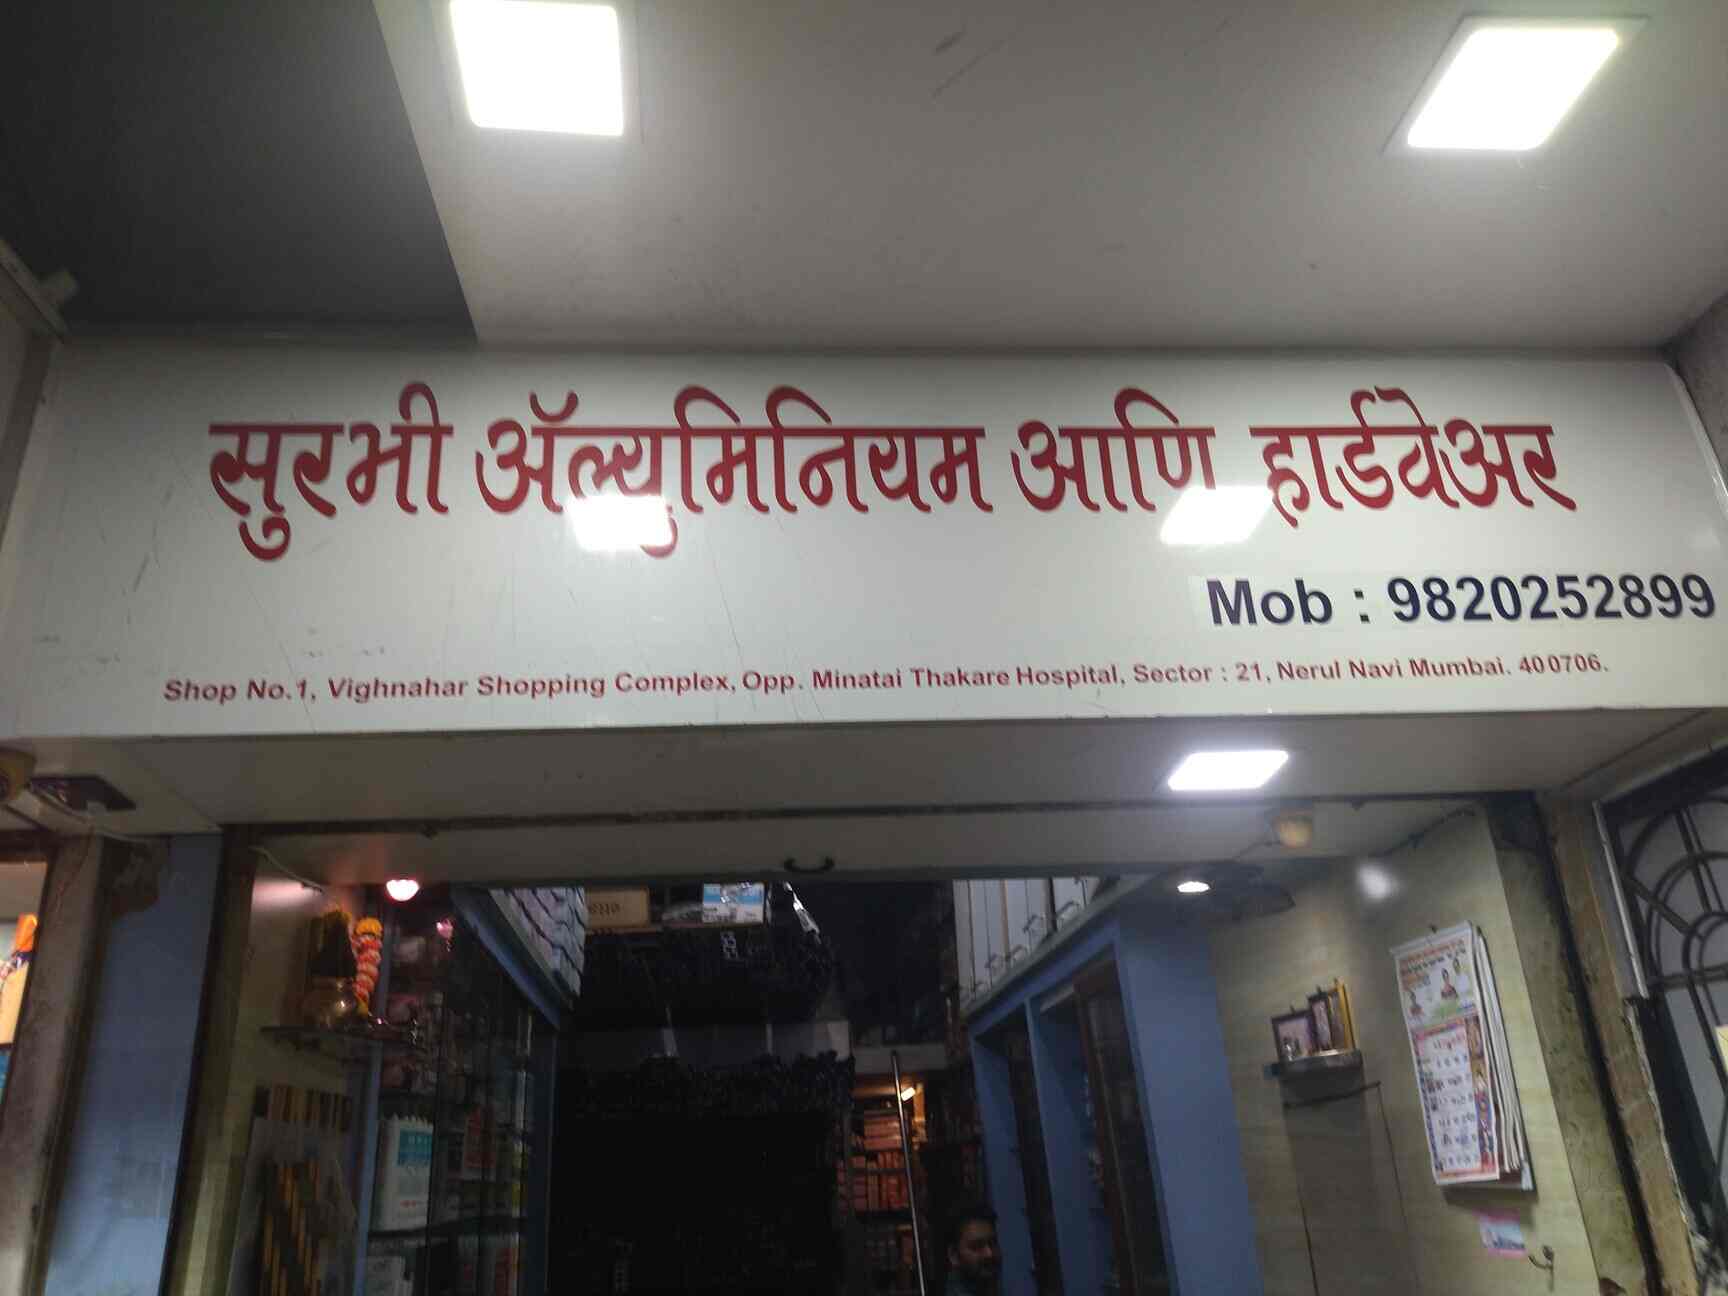 सुरभी ॲल्युमिनियम आणि हार्डवेअर
Mob : 9820252899
Shop No.1, Vighnahar Shopping Complex, Opp. Minatai Thakare Hospital, Sector : 21, Nerul Navi Mumbai. 400706.